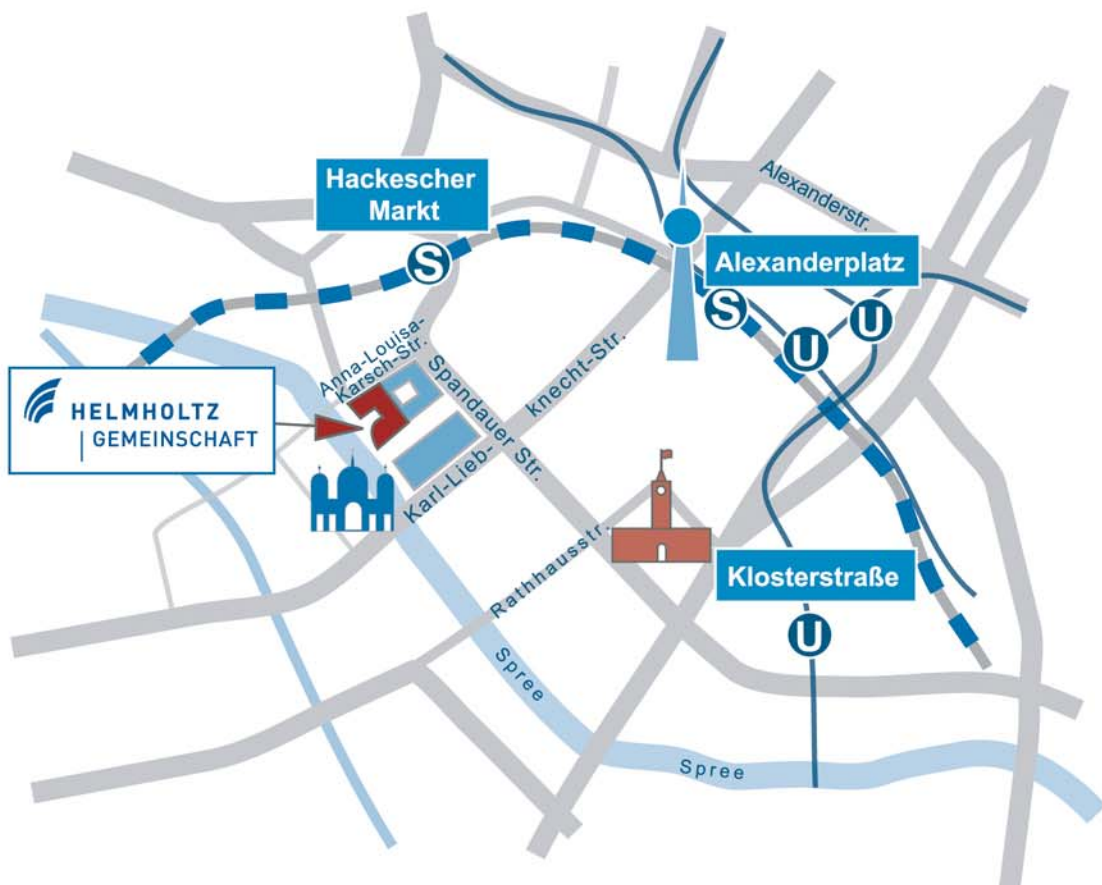 Hackescher
Markt
S
Alexanderstr.
Alexanderplatz
S
U
U
HELMHOLTZ
GEMEINSCHAFT
Anna-Louisa-
Karsch-Str.
Spandauer Str.
Karl-Lieb-
knecht-Str.
Rathhausstr.
Klosterstraße
U
Spree
Spree